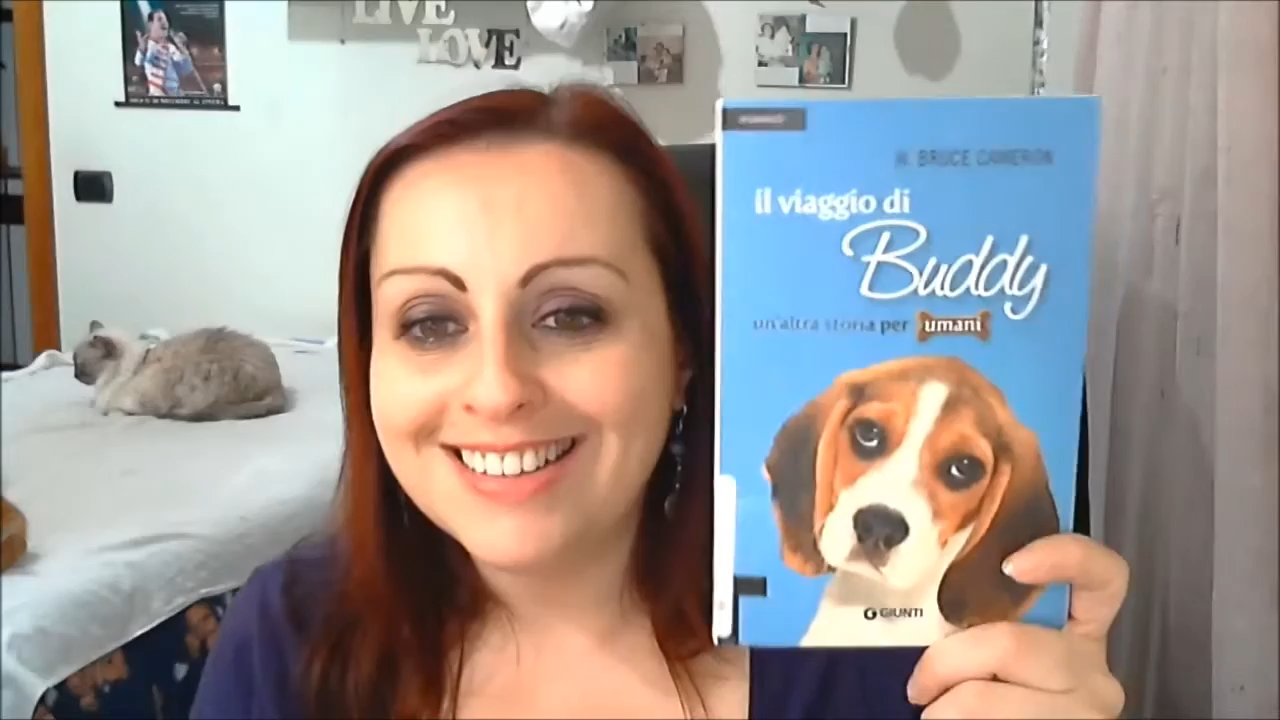 LIVE
LOVE
H. BRUCE CAMERON
il viaggio di
Buddy
un'altra storia per umani
GIUNTI